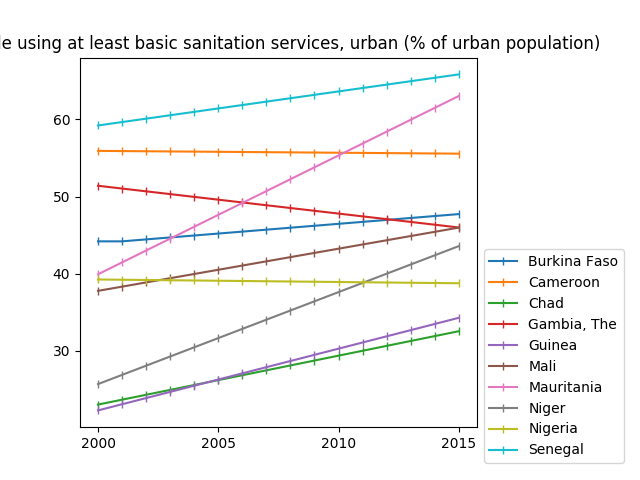 le using at least basic sanitation services, urban (% of urban population)
60
50
40
30
2000
2005
2010
2015
Burkina Faso
Cameroon
Chad
Gambia, The
Guinea
Mali
Mauritania
Niger
Nigeria
Senegal